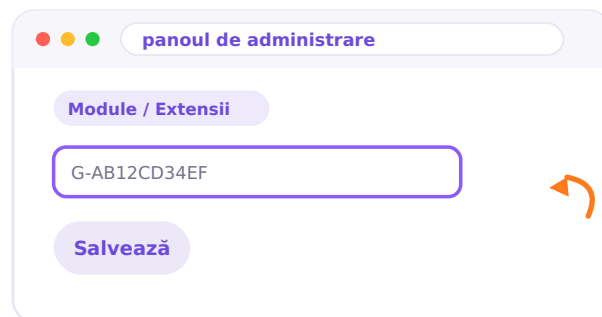 panoul de administrare
Module / Extensii
G-AB12CD34EF
Salvează